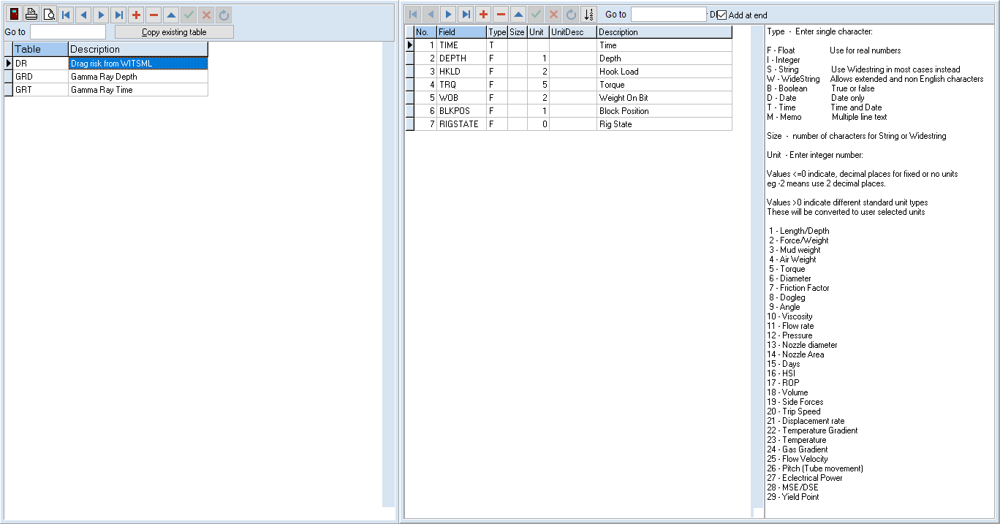 Go to
Copy existing table
Table Description
DR Drag risk from WITSML
GRD Gamma Ray Depth
GRT Gamma Ray Time
Go to D Add at end
No. Field Type Size Unit UnitDesc Description
1 TIME T Time
2 DEPTH F 1 Depth
3 HKLD F 2 Hook Load
4 TRQ F 5 Torque
5 WOB F 2 Weight On Bit
6 BLKPOS F 1 Block Position
7 RIGSTATE F 0 Rig State
Type - Enter single character:
F - Float Use for real numbers
I - Integer
S - String Use Widestring in most cases instead
W - WideString Allows extended and non English characters
B - Boolean True or false
D - Date Date only
T - Time Time and Date
M - Memo Multiple line text
Size - number of characters for String or Widestring
Unit - Enter integer number:
Values <=0 indicate, decimal places for fixed or no units
eg -2 means use 2 decimal places.
Values >0 indicate different standard unit types
These will be converted to user selected units
1 - Length/Depth
2 - Force/Weight
3 - Mud weight
4 - Air Weight
5 - Torque
6 - Diameter
7 - Friction Factor
8 - Dogleg
9 - Angle
10 - Viscosity
11 - Flow rate
12 - Pressure
13 - Nozzle diameter
14 - Nozzle Area
15 - Days
16 - HSI
17 - ROP
18 - Volume
19 - Side Forces
20 - Trip Speed
21 - Displacement rate
22 - Temperature Gradient
23 - Temperature
24 - Gas Gradient
25 - Flow Velocity
26 - Pitch (Tube movement)
27 - Eclectrical Power
28 - MSE/DSE
29 - Yield Point